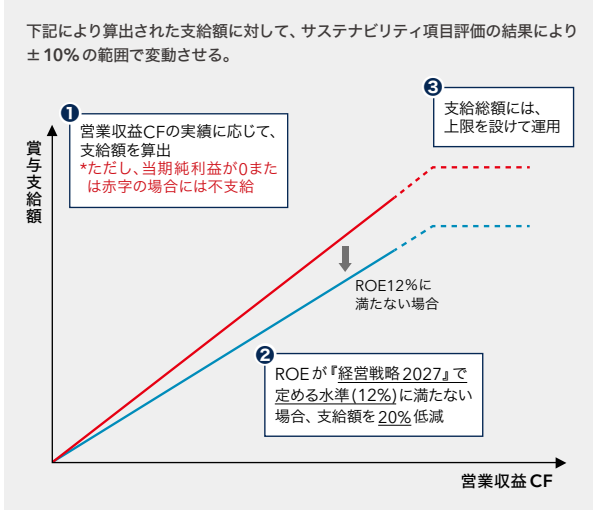 下記により算出された支給額に対して、サステナビリティ項目評価の結果により
±10%の範囲で変動させる。
❶
営業収益CFの実績に応じて、
支給額を算出
*ただし、当期純利益が0また
は赤字の場合には不支給
❸
支給総額には、
上限を設けて運用
賞与支給額
ROE12%に
満たない場合
❷
ROEが『経営戦略2027』で
定める水準(12%)に満たない
場合、支給額を20%低減
営業収益CF